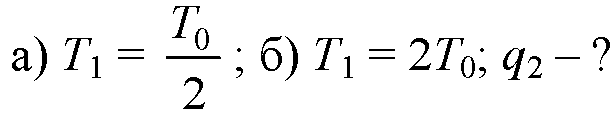 а) T₁ = T₀/2 ; б) T₁ = 2T₀; q₂ – ?